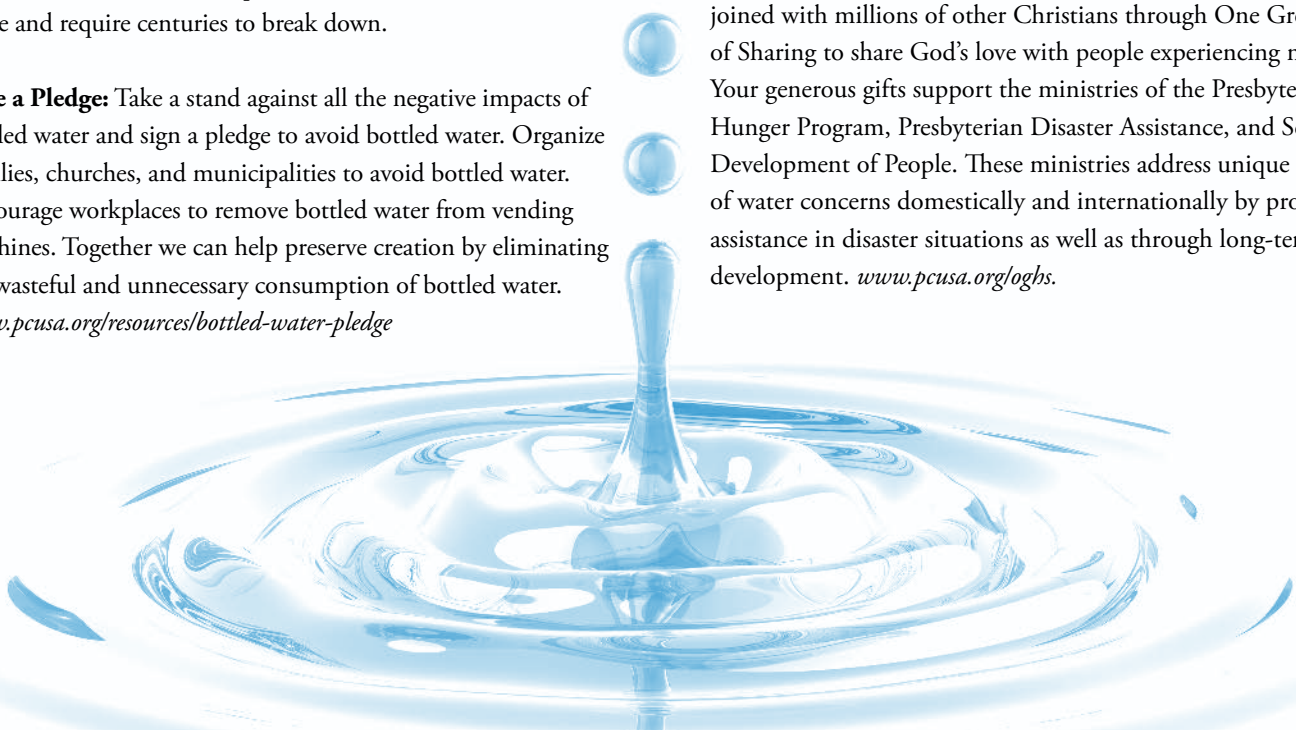 e and require centuries to break down.
e a Pledge: Take a stand against all the negative impacts of
led water and sign a pledge to avoid bottled water. Organize
lies, churches, and municipalities to avoid bottled water.
ourage workplaces to remove bottled water from vending
hines. Together we can help preserve creation by eliminating
wasteful and unnecessary consumption of bottled water.
w.pcusa.org/resources/bottled-water-pledge
joined with millions of other Christians through One Gr
of Sharing to share God’s love with people experiencing n
Your generous gifts support the ministries of the Presbyte
Hunger Program, Presbyterian Disaster Assistance, and Se
Development of People. These ministries address unique
of water concerns domestically and internationally by pro
assistance in disaster situations as well as through long-ter
development. www.pcusa.org/oghs.